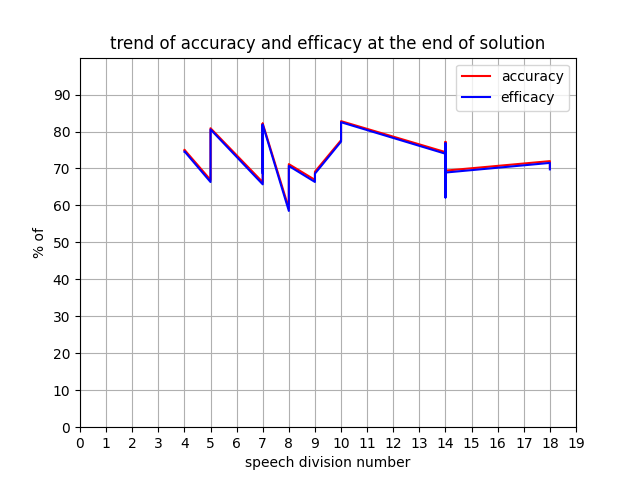 trend of accuracy and efficacy at the end of solution
accuracy
efficacy
90
80
70
60
50
40
30
20
10
0
% of
0 1 2 3 4 5 6 7 8 9 10 11 12 13 14 15 16 17 18 19
speech division number